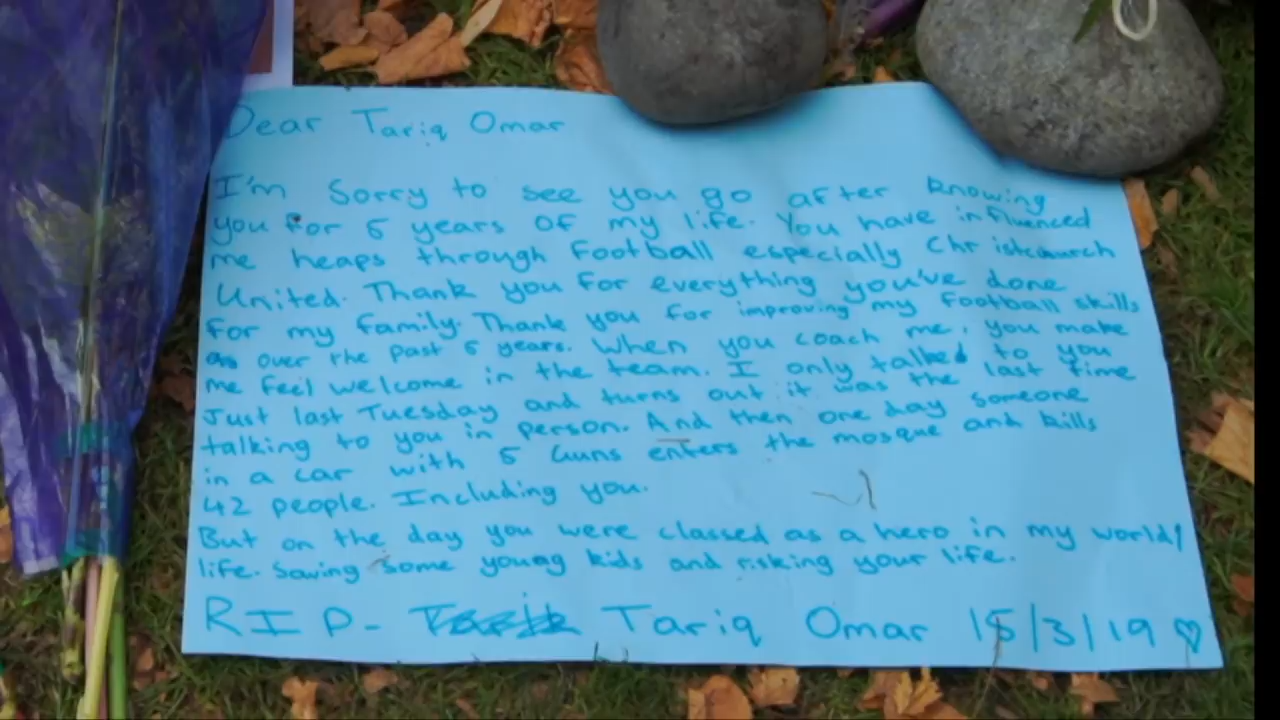 Dear Tariq Omar
I'm Sorry to see you go after knowing
you for 5 years of my life. You have influenced
me heaps through Football especially Christchurch
United. Thank you for everything you've done
for my family. Thank you for improving my Football skills
over the past 5 years. When you coach me, you make
me feel welcome in the team. I only talked to you
Just last Tuesday and turns out it was the last time
talking to you in person. And then one day someone
in a car with 5 Guns enters the mosque and kills
42 people. Including you.
But on the day you were classed as a hero in my world/
life. Saving some young kids and risking your life.
RIP - Tariq Omar 15/3/19